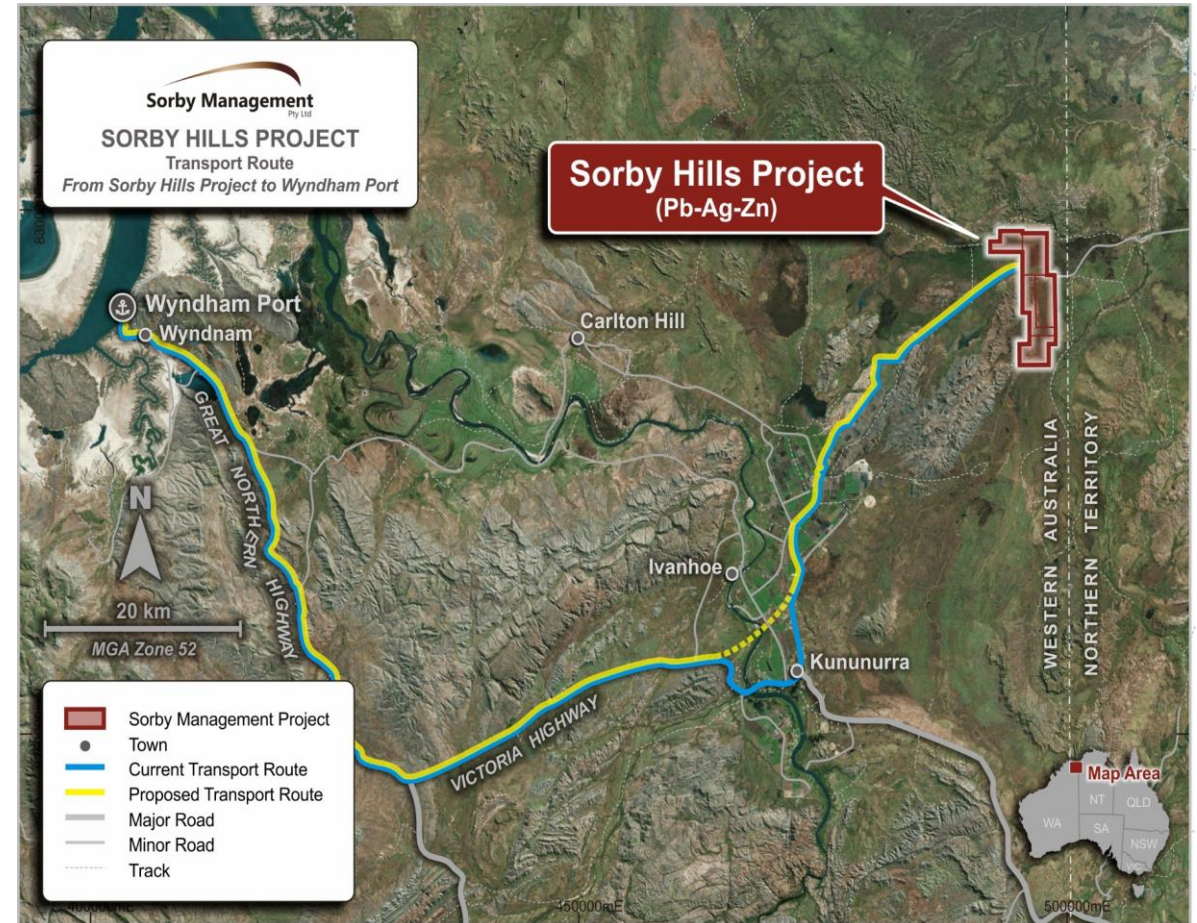 Sorby Management
Pty Ltd
SORBY HILLS PROJECT
Transport Route
From Sorby Hills Project to Wyndham Port
Sorby Hills Project
(Pb-Ag-Zn)
Wyndham Port
Wyndnam
Carlton Hill
GREAT NORTHERN HIGHWAY
N
20 km
MGA Zone 52
Ivanhoe
Kununurra
VICTORIA HIGHWAY
WESTERN AUSTRALIA
NORTHERN TERRITORY
Sorby Management Project
Town
Current Transport Route
Proposed Transport Route
Major Road
Minor Road
Track
Map Area
WA
NT
QLD
SA
NSW
VIC
450000mE
500000mE